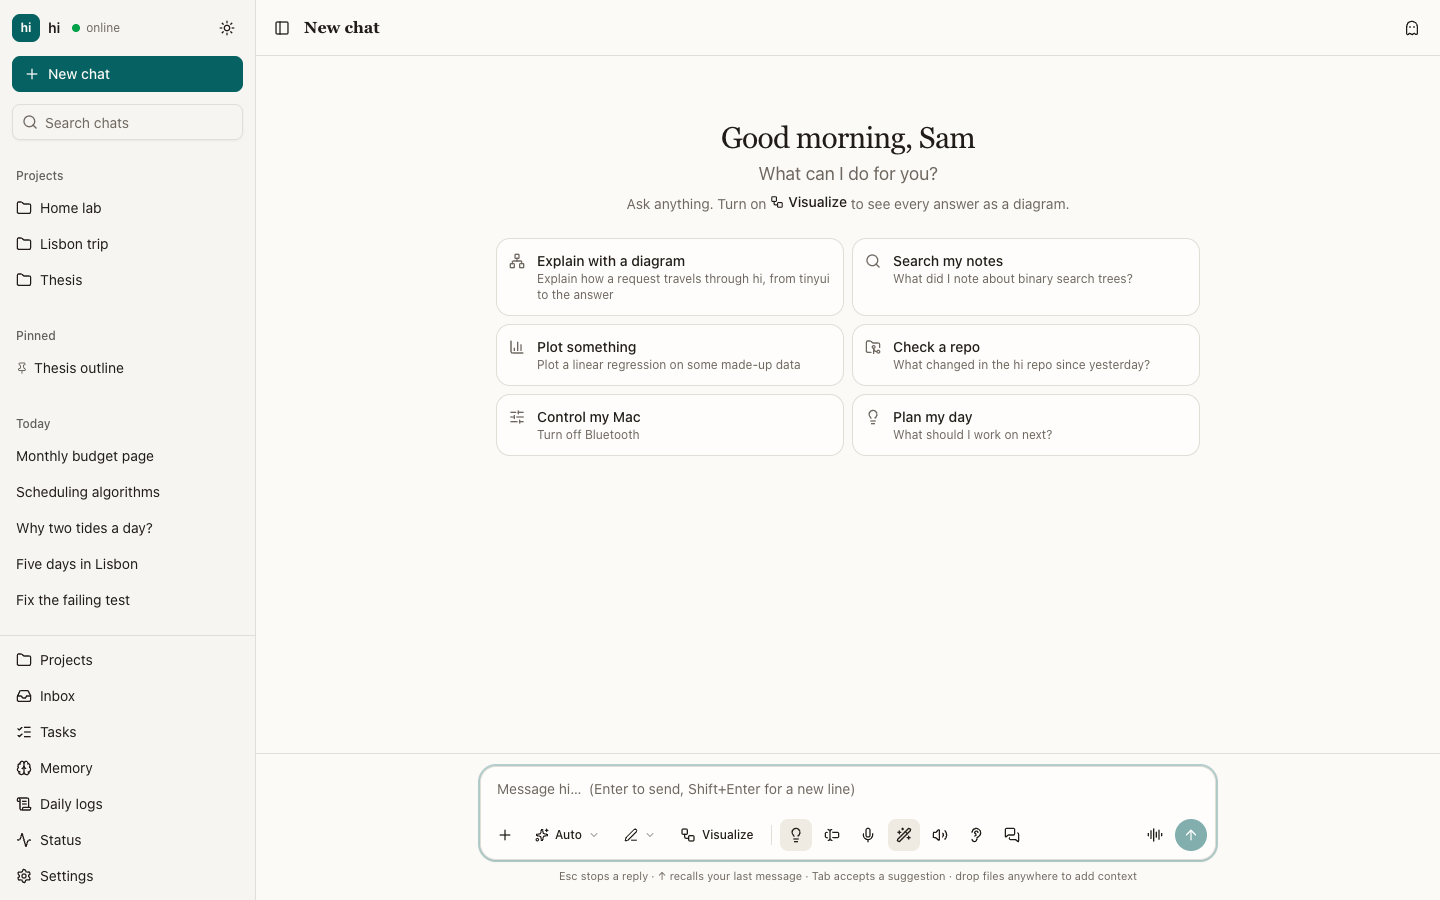 hi hi online
New chat
Search chats
Projects
Home lab
Lisbon trip
Thesis
Pinned
Thesis outline
Today
Monthly budget page
Scheduling algorithms
Why two tides a day?
Five days in Lisbon
Fix the failing test
Projects
Inbox
Tasks
Memory
Daily logs
Status
Settings
New chat
Good morning, Sam
What can I do for you?
Ask anything. Turn on Visualize to see every answer as a diagram.
Explain with a diagram
Explain how a request travels through hi, from tinyui
to the answer
Search my notes
What did I note about binary search trees?
Plot something
Plot a linear regression on some made-up data
Check a repo
What changed in the hi repo since yesterday?
Control my Mac
Turn off Bluetooth
Plan my day
What should I work on next?
Message hi... (Enter to send, Shift+Enter for a new line)
Auto Visualize
Esc stops a reply · ↑ recalls your last message · Tab accepts a suggestion · drop files anywhere to add context